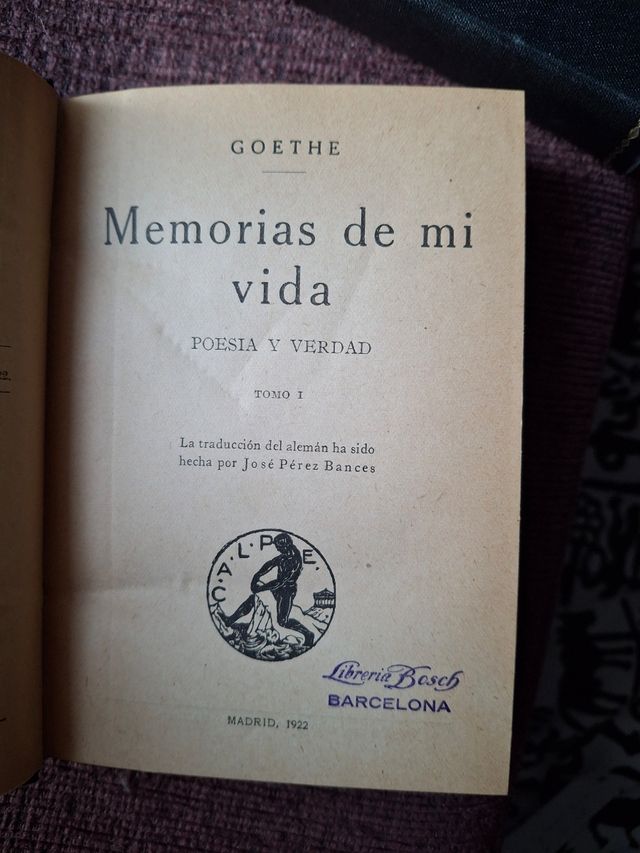 GOETHE
Memorias de mi
vida
POESIA Y VERDAD
TOMO I
La traducción del alemán ha sido
hecha por José Pérez Bances
C.A.L.P.E.
Librería Bosch
BARCELONA
MADRID, 1922